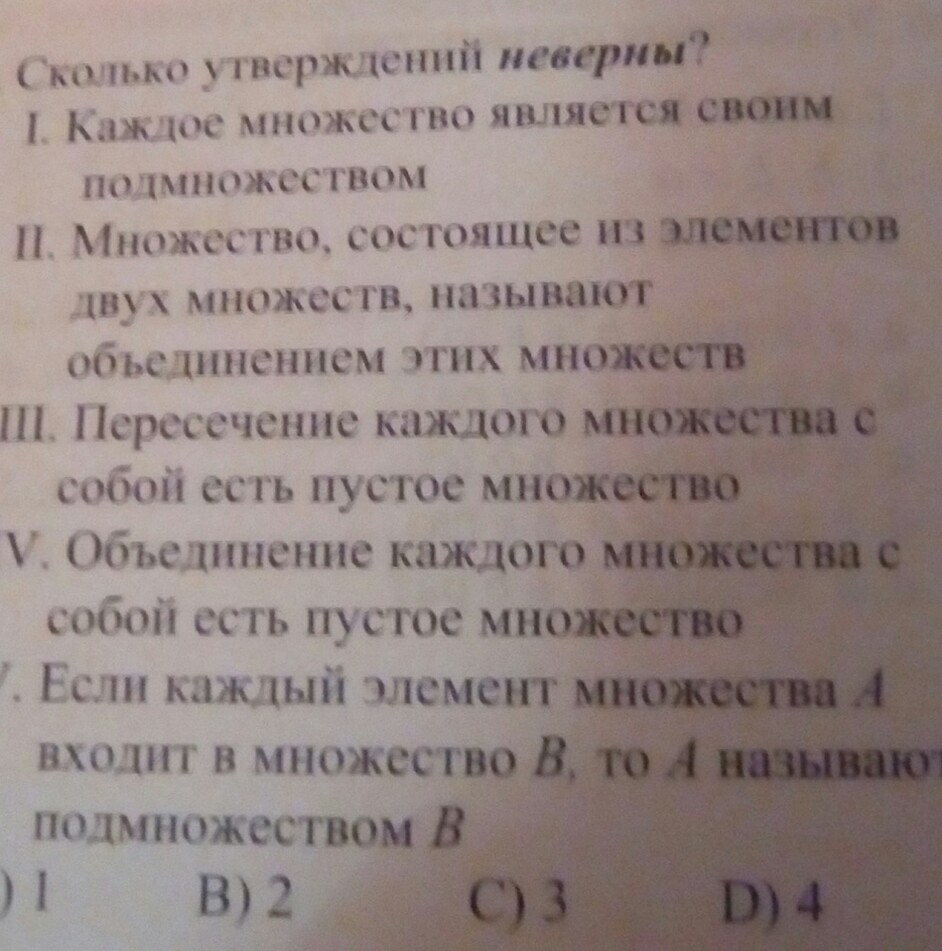 Сколько утверждений неверны?
I. Каждое множество является своим
подмножеством
II. Множество, состоящее из элементов
двух множеств, называют
объединением этих множеств
III. Пересечение каждого множества с
собой есть пустое множество
V. Объединение каждого множества с
собой есть пустое множество
. Если каждый элемент множества A
входит в множество B, то A называют
подмножеством B
) 1 B) 2 C) 3 D) 4